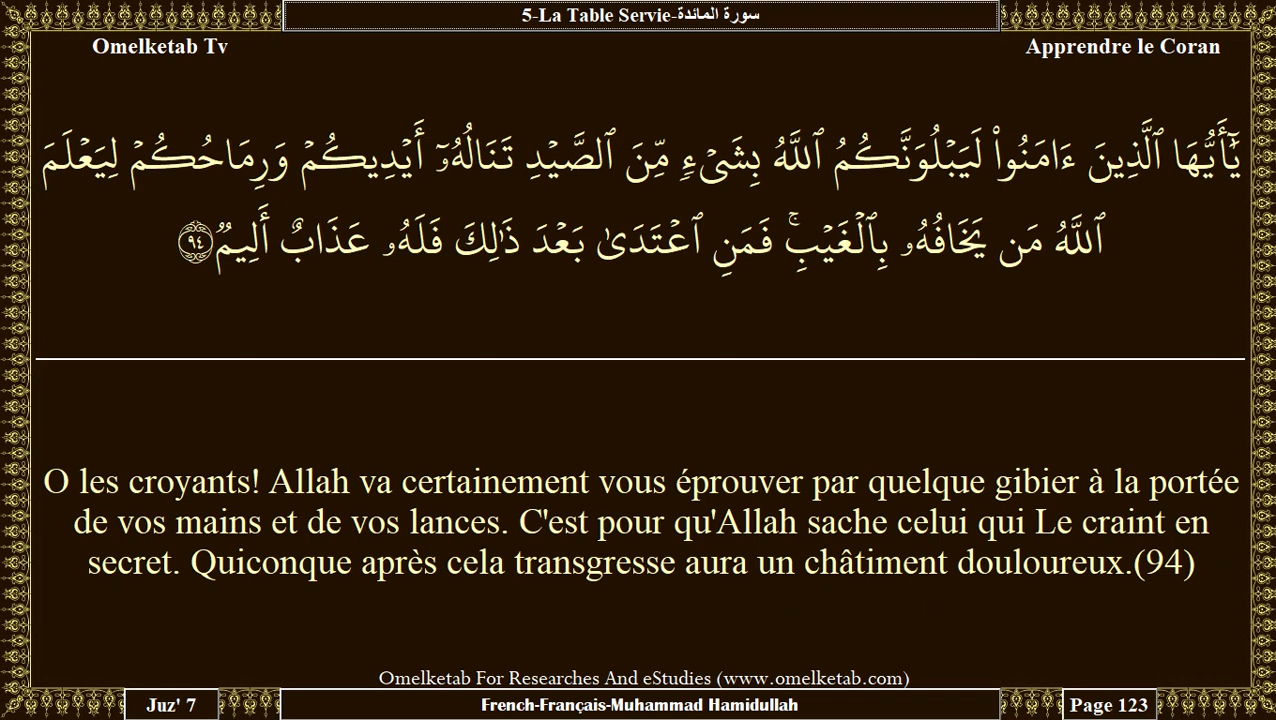 5-La Table Servie-سورة المائدة
Omelketab Tv
Apprendre le Coran
يَٰٓأَيُّهَا ٱلَّذِينَ ءَامَنُوا۟ لَيَبْلُوَنَّكُمُ ٱللَّهُ بِشَىْءٍ مِّنَ ٱلصَّيْدِ تَنَالُهُۥٓ أَيْدِيكُمْ وَرِمَاحُكُمْ لِيَعْلَمَ
ٱللَّهُ مَن يَخَافُهُۥ بِٱلْغَيْبِ ۚ فَمَنِ ٱعْتَدَىٰ بَعْدَ ذَٰلِكَ فَلَهُۥ عَذَابٌ أَلِيمٌ ٩٤
O les croyants! Allah va certainement vous éprouver par quelque gibier à la portée
de vos mains et de vos lances. C'est pour qu'Allah sache celui qui Le craint en
secret. Quiconque après cela transgresse aura un châtiment douloureux.(94)
Omelketab For Researches And eStudies (www.omelketab.com)
Juz' 7
French-Français-Muhammad Hamidullah
Page 123